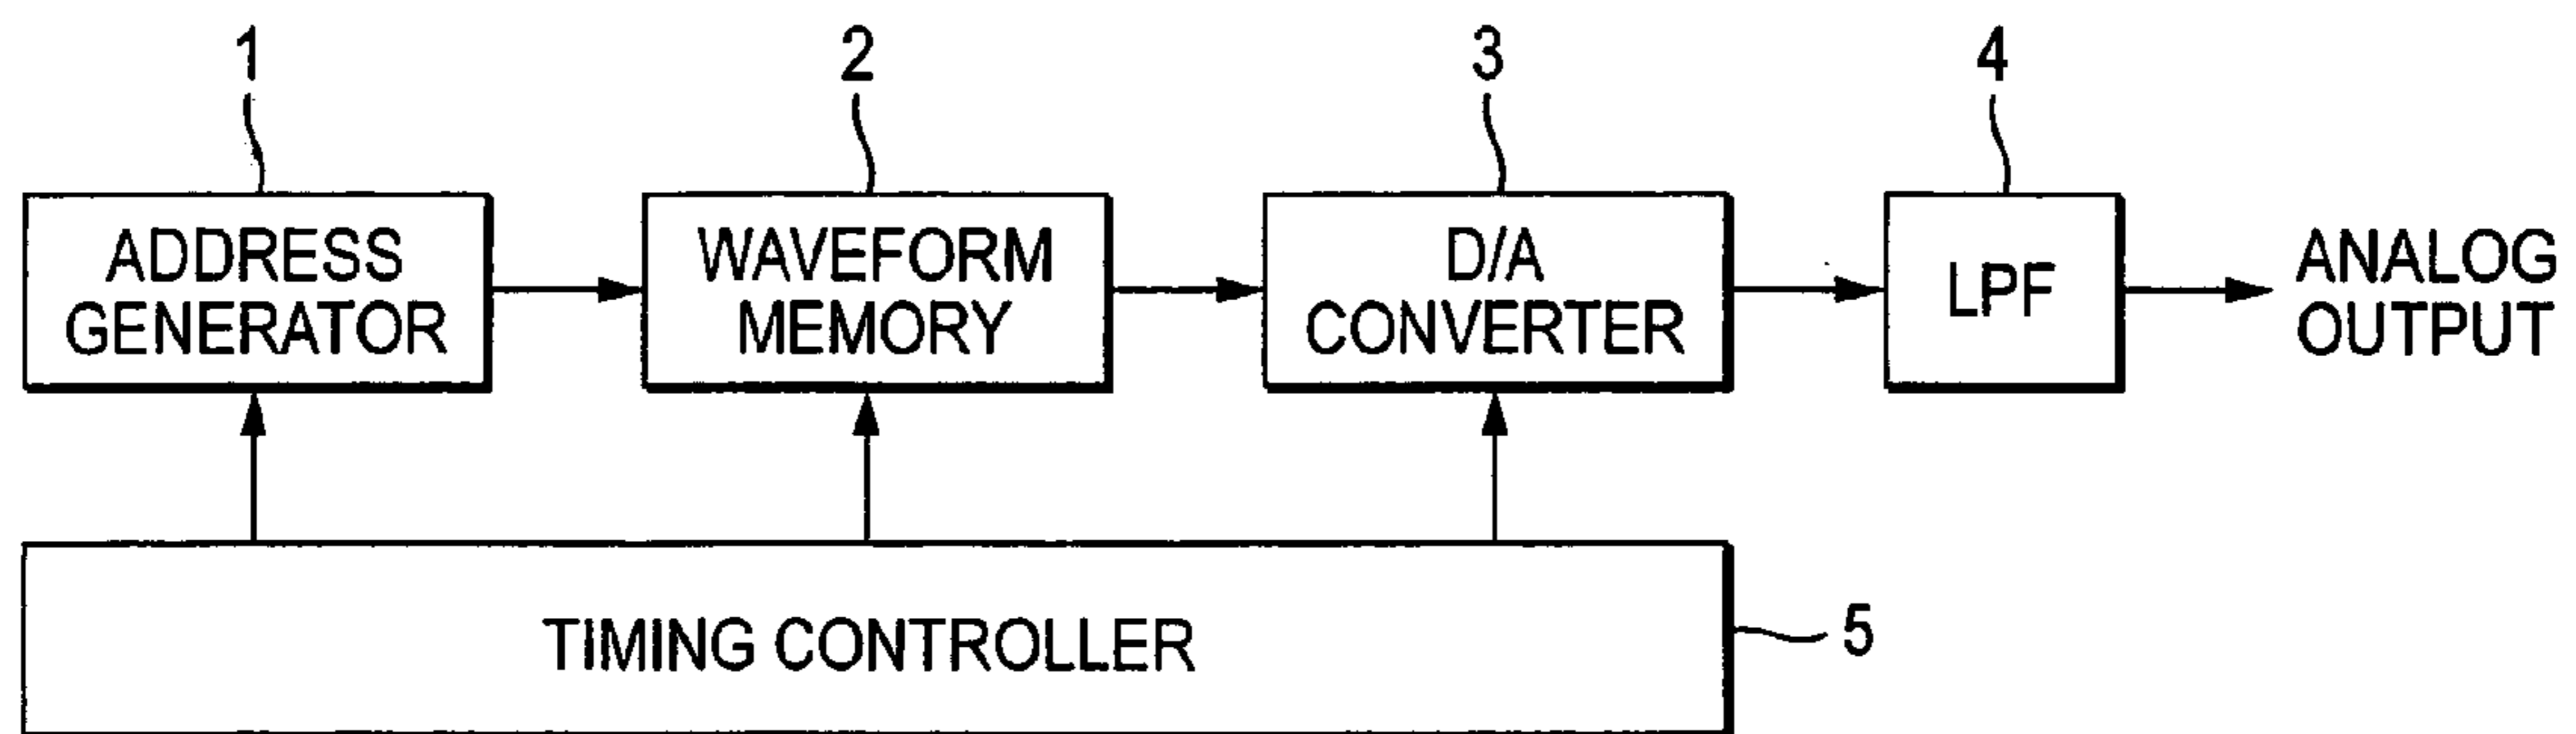 1
2
3
4
ADDRESS
GENERATOR
WAVEFORM
MEMORY
D/A
CONVERTER
LPF
ANALOG
OUTPUT
TIMING CONTROLLER
5